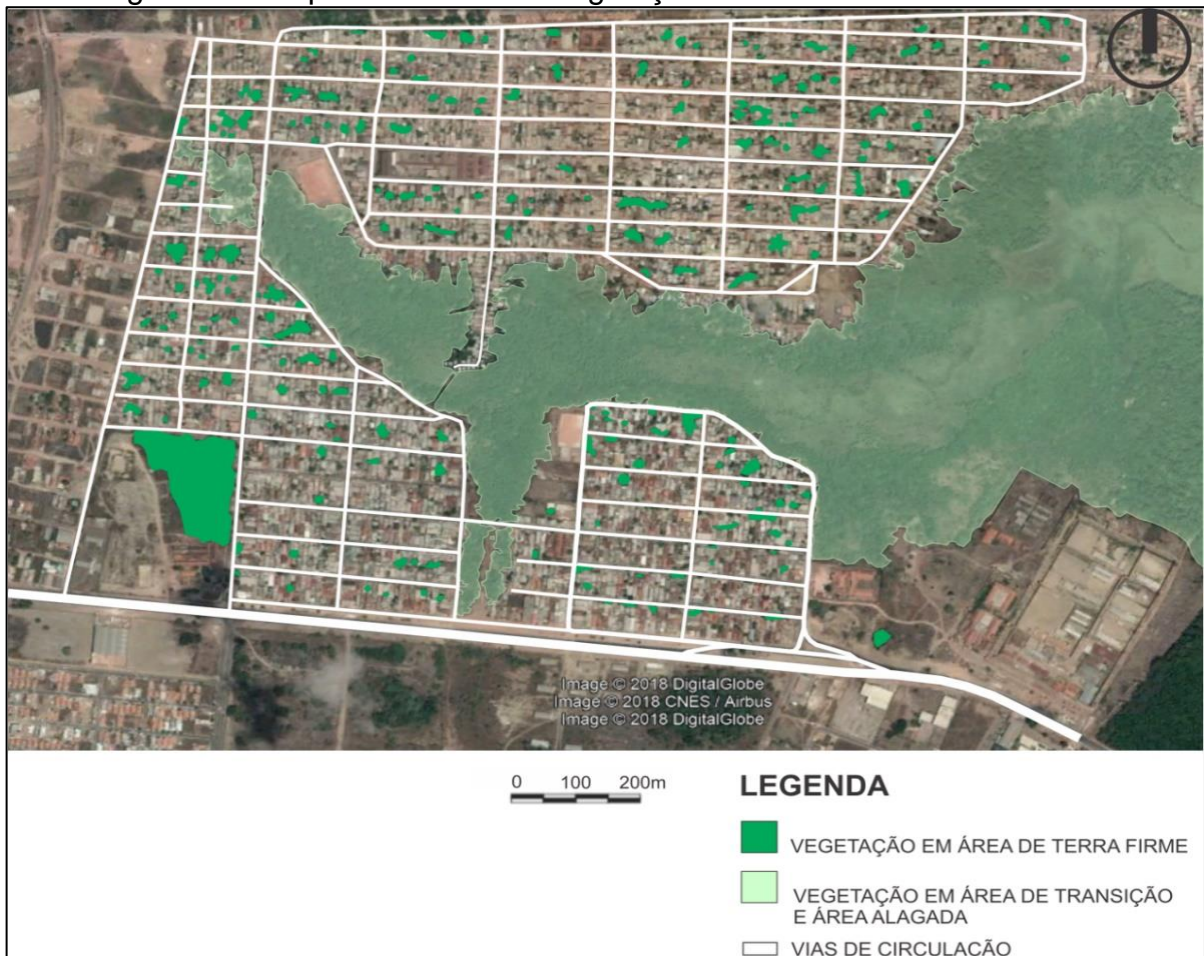 Image © 2018 DigitalGlobe
Image © 2018 CNES / Airbus
Image © 2018 DigitalGlobe
0 100 200m
LEGENDA
VEGETAÇÃO EM ÁREA DE TERRA FIRME
VEGETAÇÃO EM ÁREA DE TRANSIÇÃO
E ÁREA ALAGADA
VIAS DE CIRCULAÇÃO